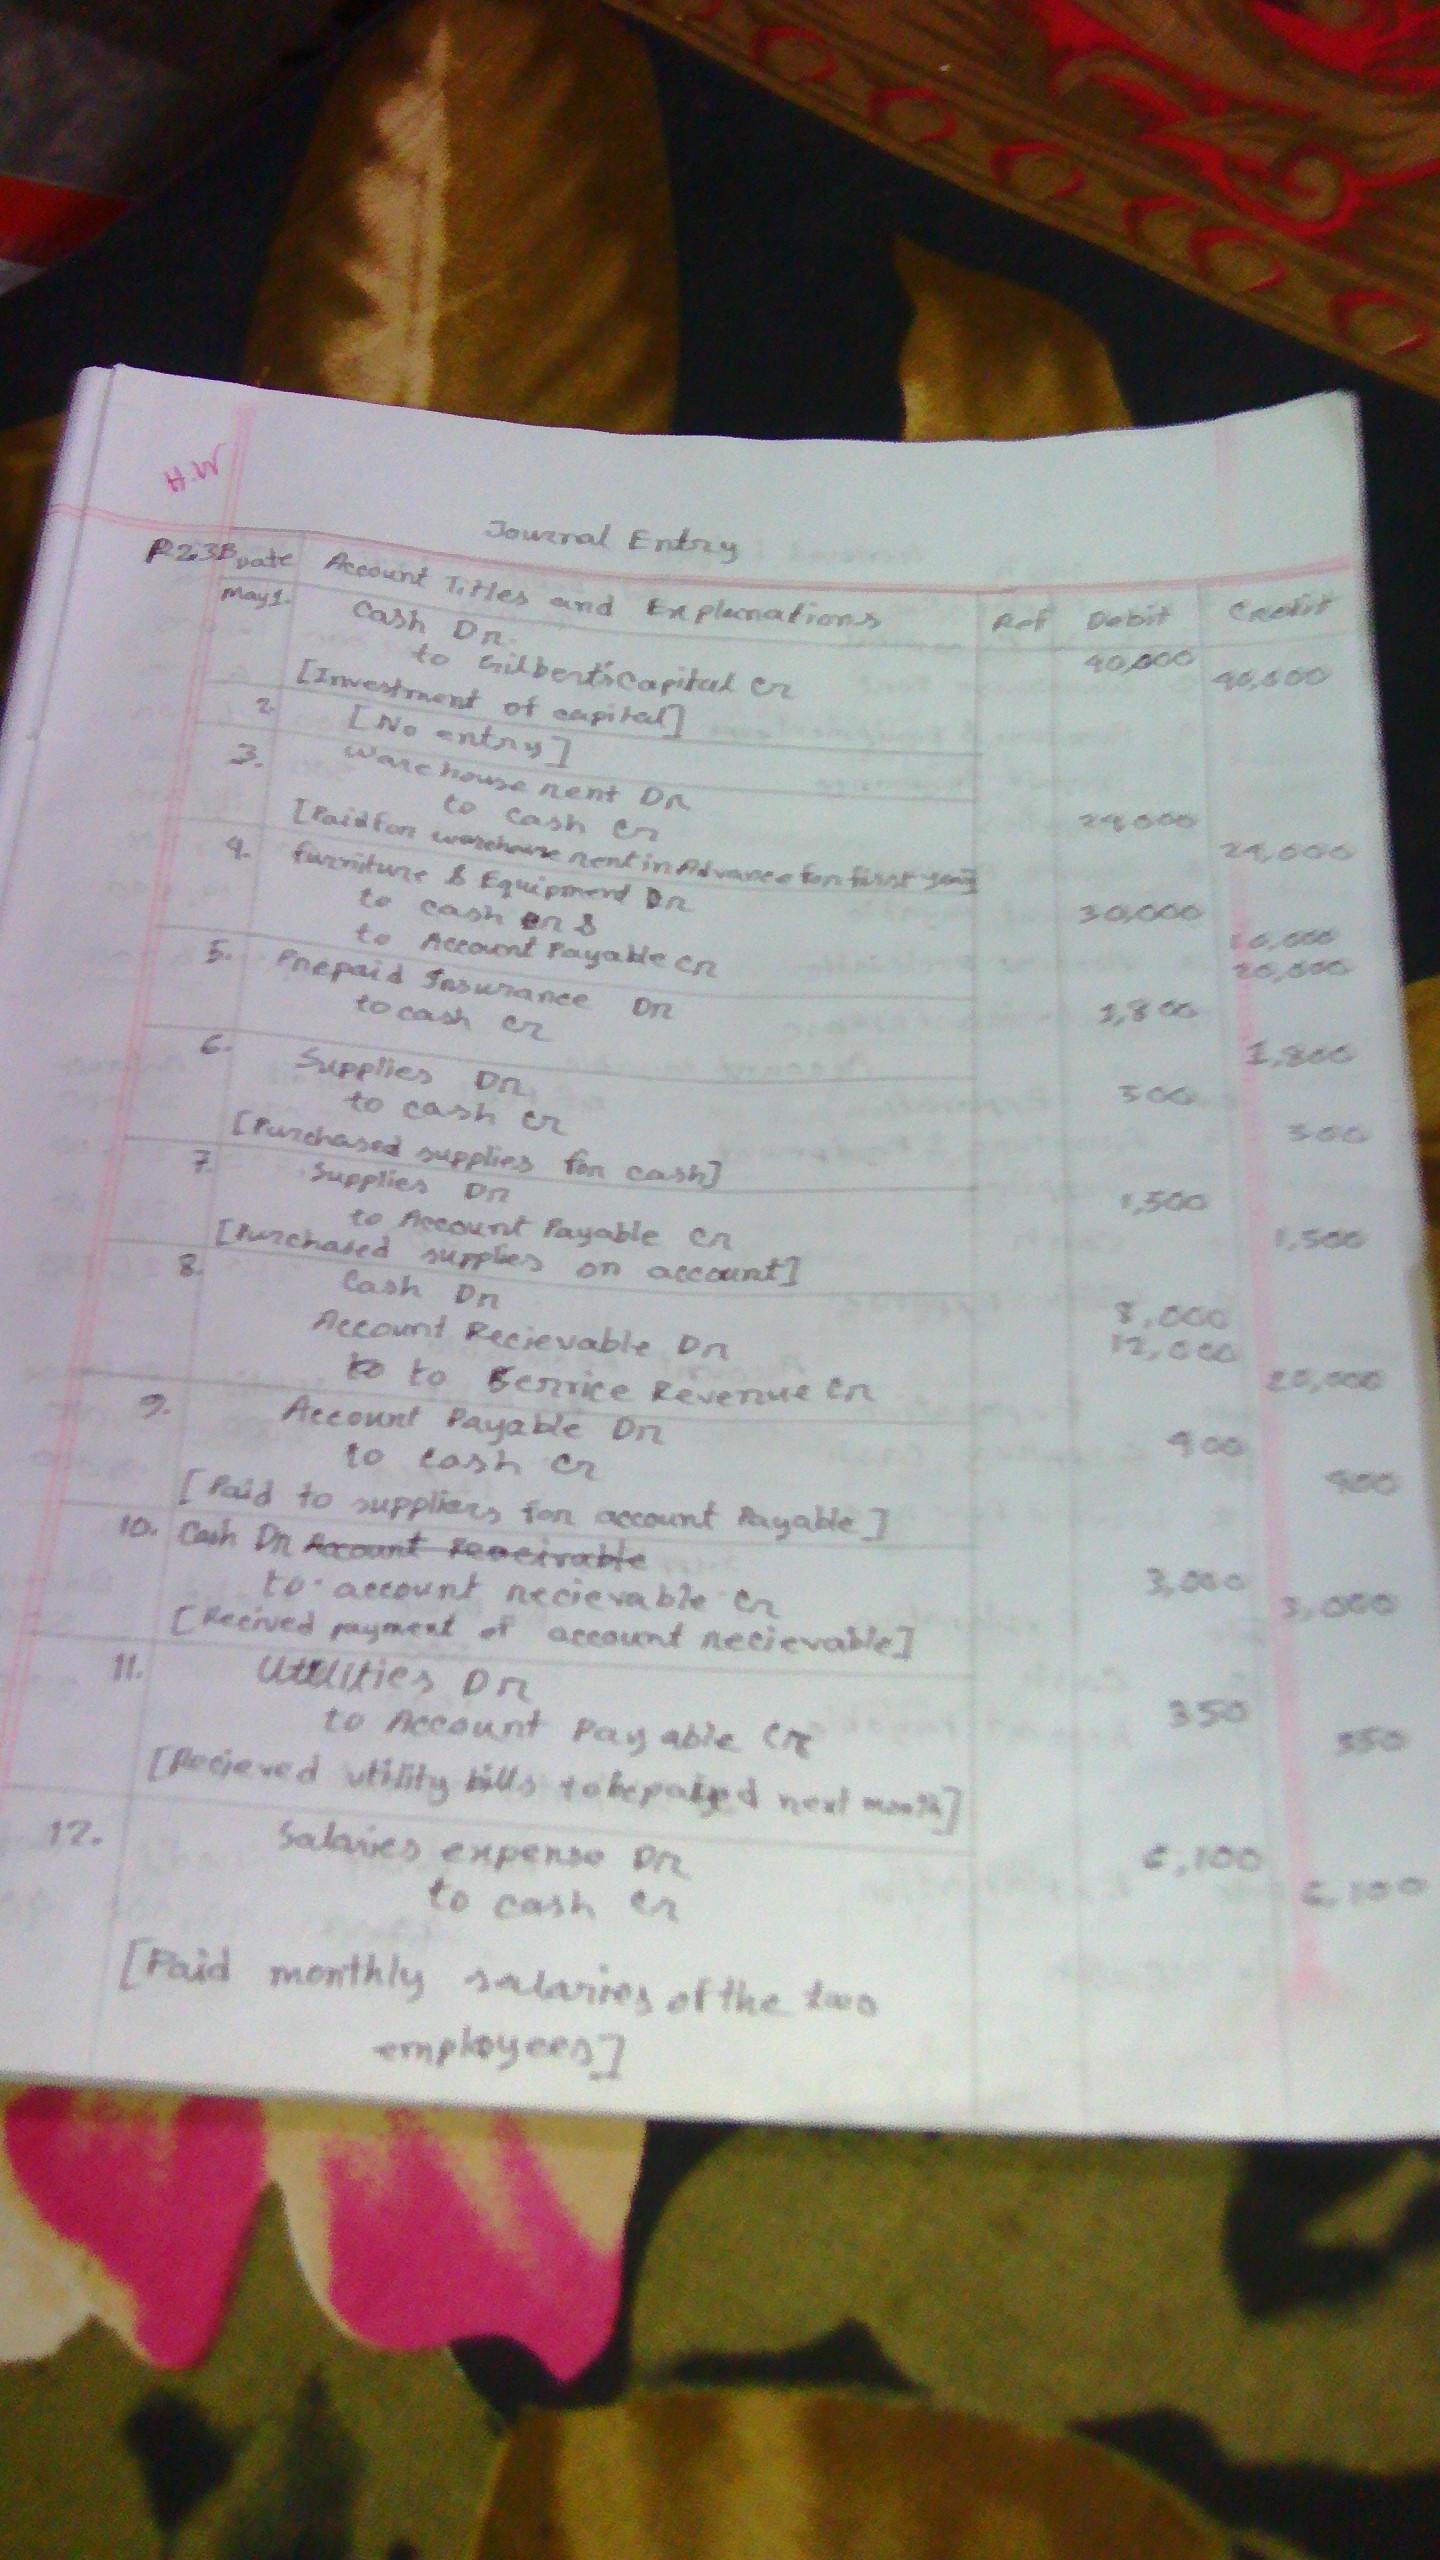 H.W
Journal Entry
P2.3B Date Account Titles and Explanations Ref Debit Credit
May 1. Cash Dr. 40,000
to Gilbert's Capital Cr 40,000
[Investment of capital]
2. [No entry]
3. Warehouse rent Dr 24,000
to cash Cr 24,000
[Paid for warehouse rent in Advance for first year]
4. furniture & Equipment Dr 30,000
to cash cr & 10,000
to Account Payable Cr 20,000
5. Prepaid Insurance Dr 1,800
to cash Cr 1,800
6. Supplies Dr 500
to cash Cr 500
[Purchased supplies for cash]
7. Supplies Dr 1,500
to Account Payable Cr 1,500
[Purchased supplies on account]
8. Cash Dr 8,000
Account Recievable Dr 12,000
to to Service Revenue Cr 20,000
9. Account Payable Dr 400
to cash Cr 400
[Paid to suppliers for account Payable]
10. Cash Dr Account Receivable 3,000
to account recievable Cr 3,000
[Recived payment of account recievable]
11. Utilities Dr 350
to Account Payable Cr 350
[Recieved utility bills to be paid next month]
12. Salaries expense Dr 6,100
to cash Cr 6,100
[Paid monthly salaries of the two
employees]